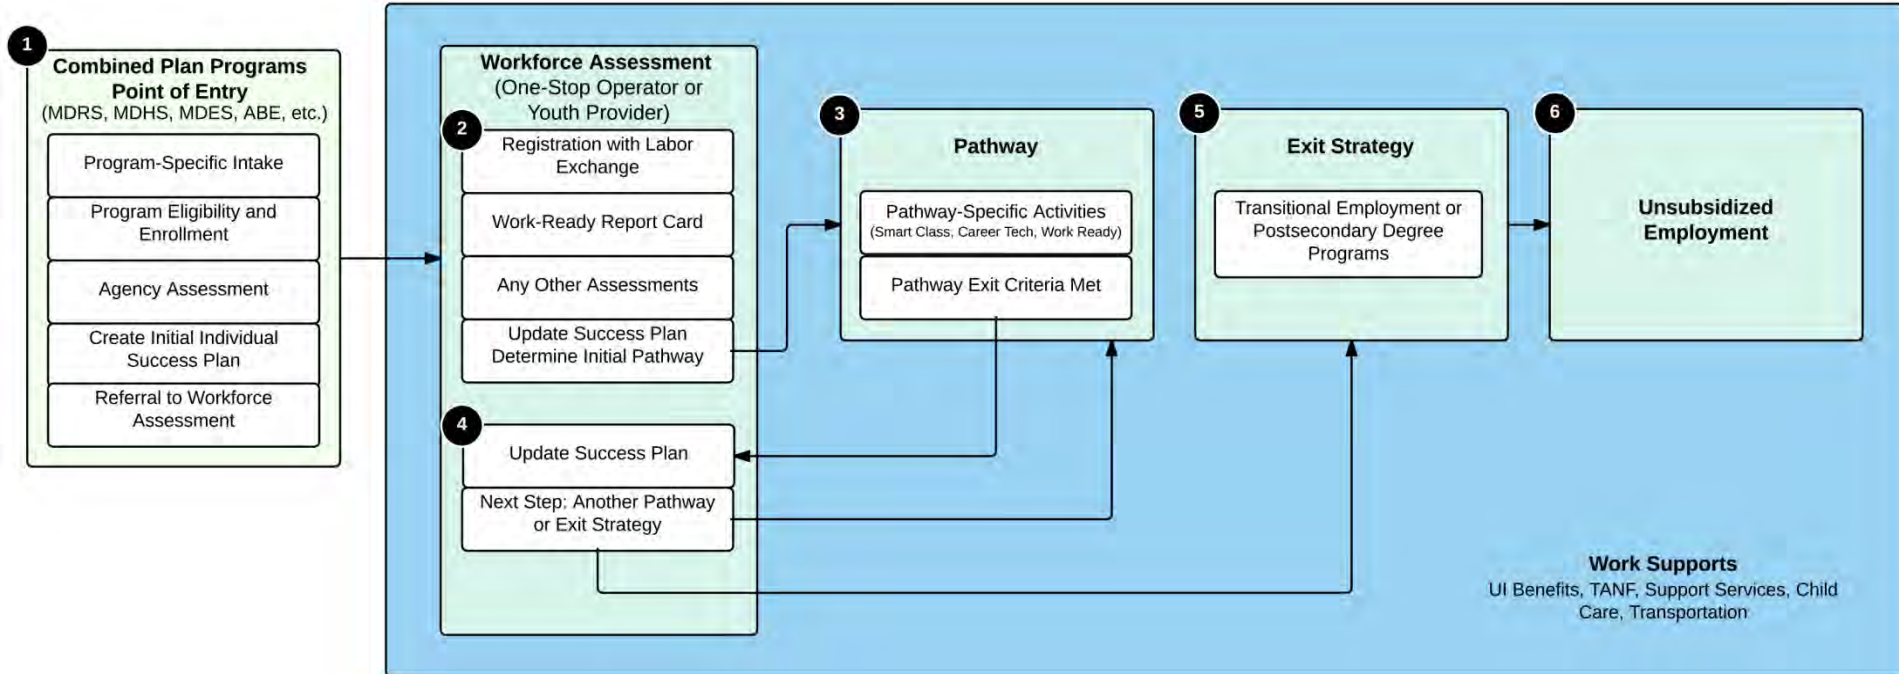 1
Combined Plan Programs
Point of Entry
(MDRS, MDHS, MDES, ABE, etc.)
Program-Specific Intake
Program Eligibility and
Enrollment
Agency Assessment
Create Initial Individual
Success Plan
Referral to Workforce
Assessment
Workforce Assessment
(One-Stop Operator or
Youth Provider)
2
Registration with Labor
Exchange
Work-Ready Report Card
Any Other Assessments
Update Success Plan
Determine Initial Pathway
4
Update Success Plan
Next Step: Another Pathway
or Exit Strategy
3
Pathway
Pathway-Specific Activities
(Smart Class, Career Tech, Work Ready)
Pathway Exit Criteria Met
5
Exit Strategy
Transitional Employment or
Postsecondary Degree
Programs
6
Unsubsidized
Employment
Work Supports
UI Benefits, TANF, Support Services, Child
Care, Transportation